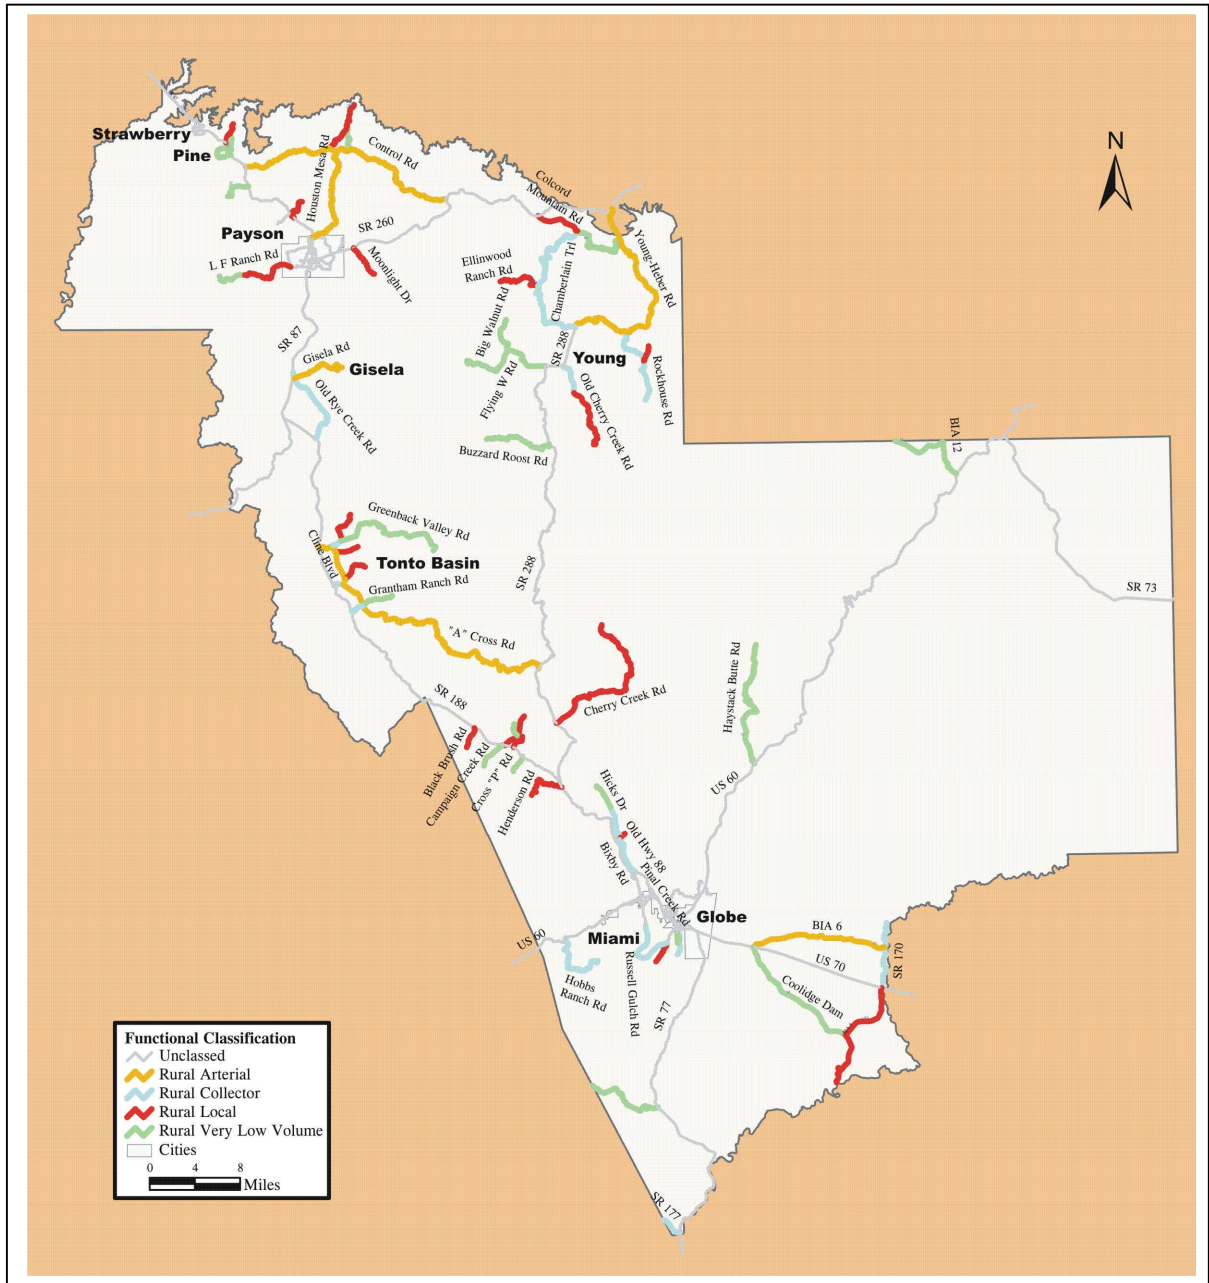 N
Strawberry
Pine
Houston Mesa Rd
Control Rd
Colcord
Mountain Rd
Payson
SR 260
L F Ranch Rd
Moonlight Dr
Ellinwood
Ranch Rd
Chamberlain Trl
Young-Heber Rd
Big Walnut Rd
SR 87
Gisela Rd
Gisela
SR 288
Young
Flying W Rd
Rockhouse Rd
Old Rye Creek Rd
Old Cherry Creek Rd
Buzzard Roost Rd
BIA 12
Greenback Valley Rd
Cline Blvd
Tonto Basin
Grantham Ranch Rd
SR 288
SR 73
"A" Cross Rd
Haystack Butte Rd
SR 188
Cherry Creek Rd
Black Brush Rd
Campaign Creek Rd
Cross "P" Rd
Henderson Rd
Hicks Dr
US 60
Old Hwy 88
Bixby Rd
Pinal Creek Rd
Globe
US 60
Miami
BIA 6
US 70
SR 170
Hobbs
Ranch Rd
Russell Gulch Rd
SR 77
Coolidge Dam
SR 177
Functional Classification
Unclassed
Rural Arterial
Rural Collector
Rural Local
Rural Very Low Volume
Cities
0 4 8
Miles